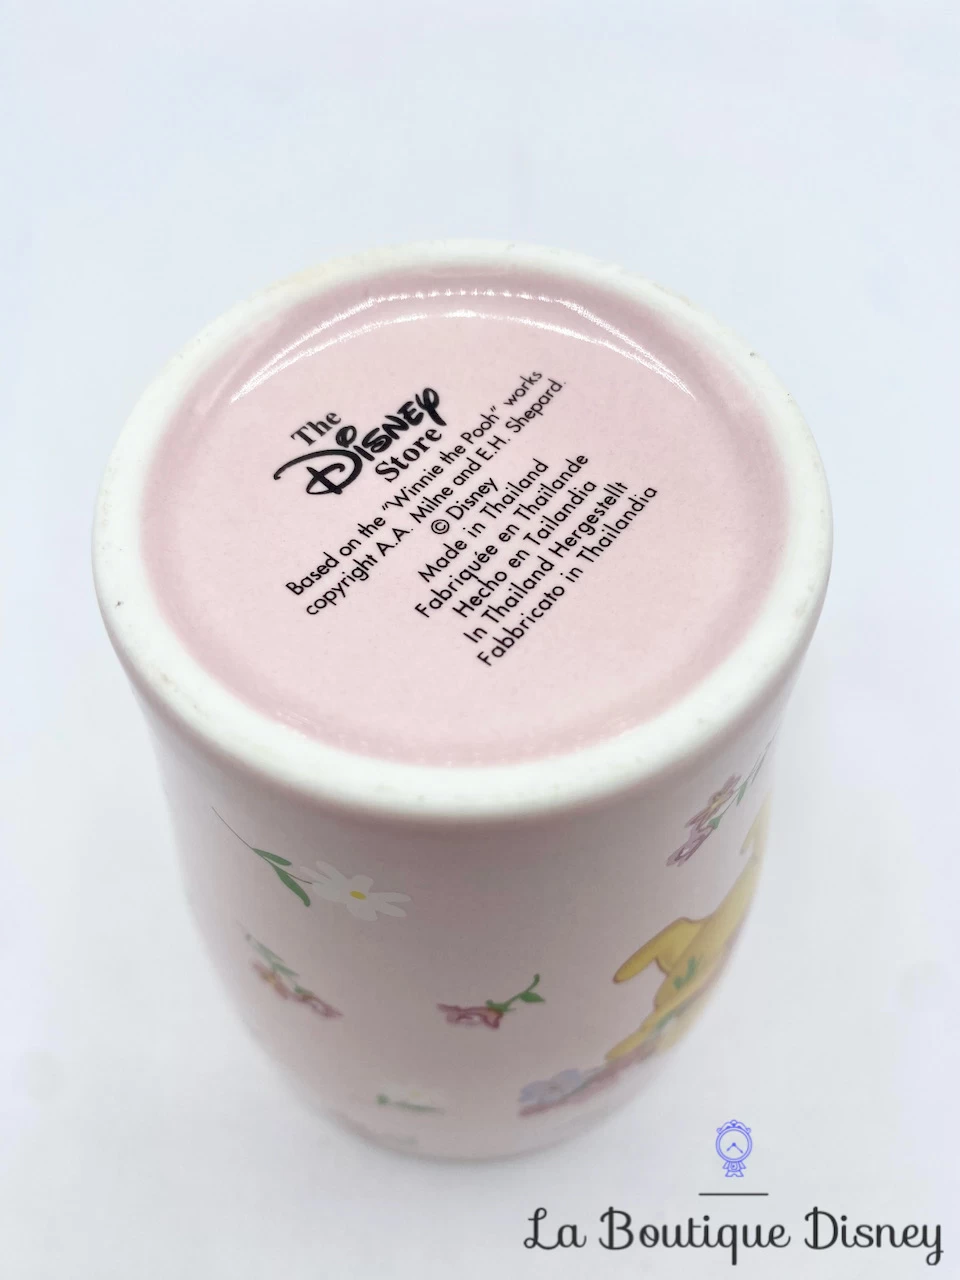 The
Disney
Store
Based on the "Winnie the Pooh" works
copyright A.A. Milne and E.H. Shepard.
© Disney
Made in Thailand
Fabriquée en Thaïlande
Hecho en Tailandia
In Thailand Hergestellt
Fabbricato in Thailandia
La Boutique Disney